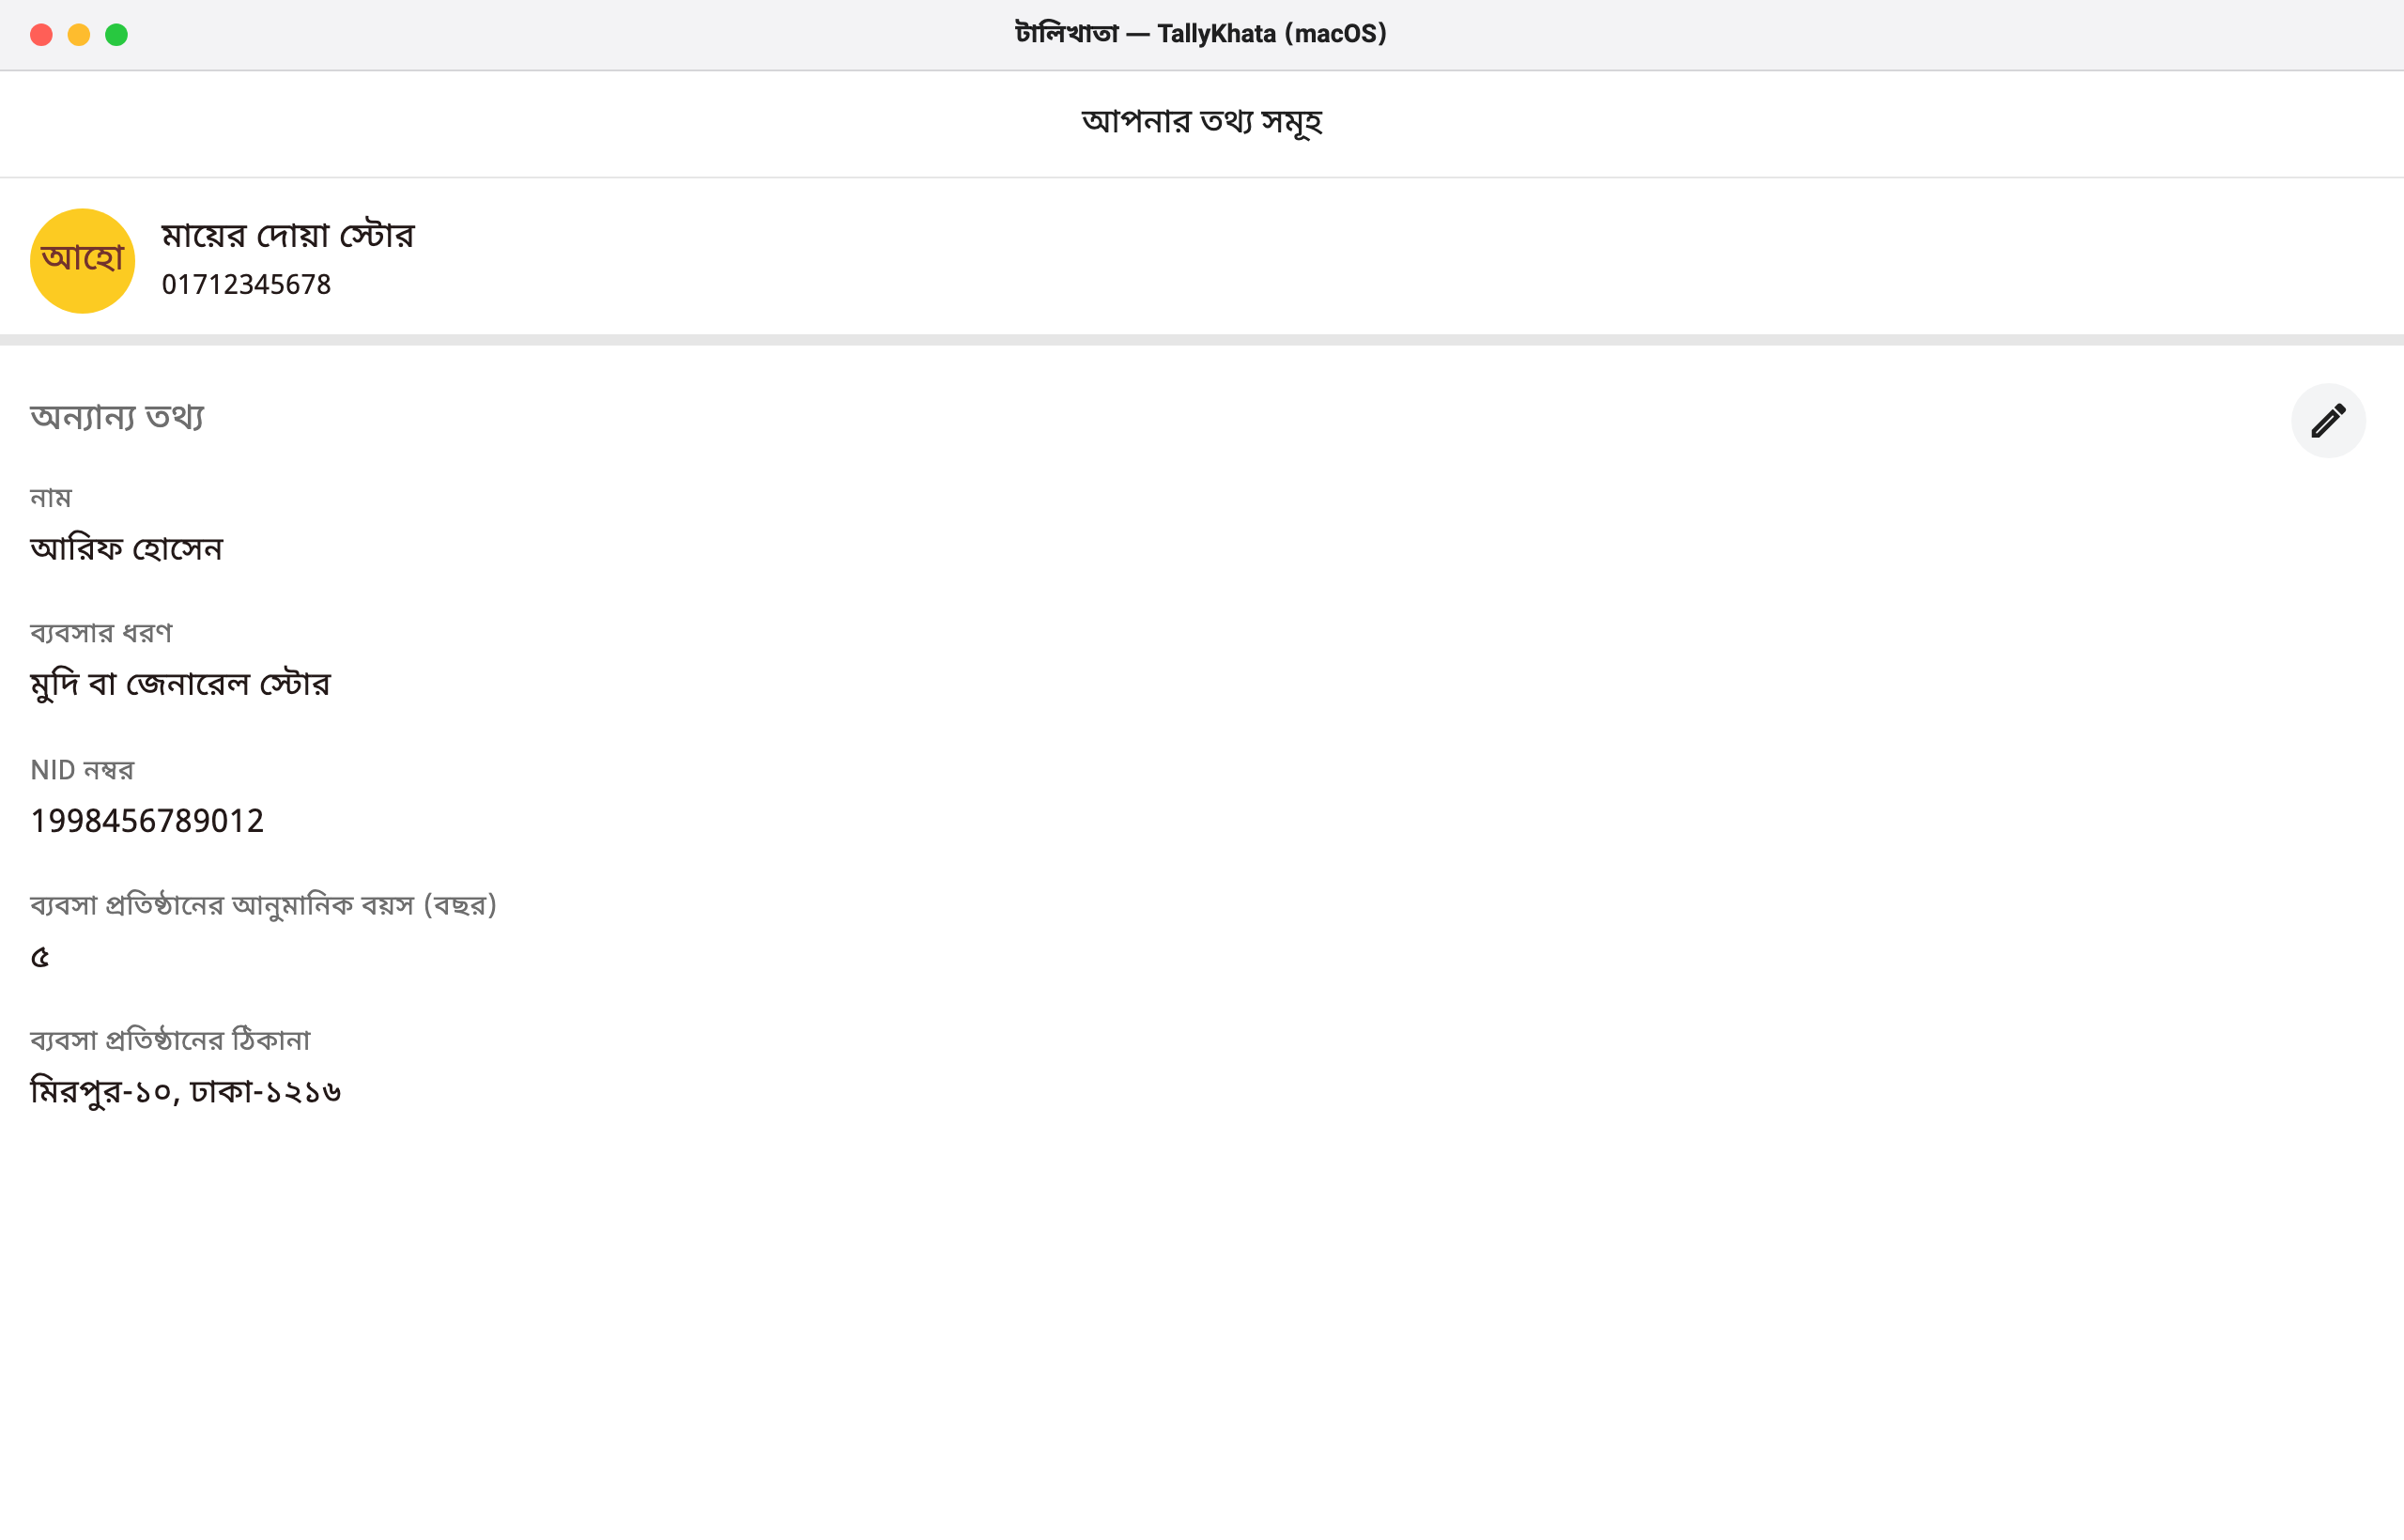 টালিখাতা — TallyKhata (macOS)
আপনার তথ্য সমূহ
আহো
মায়ের দোয়া স্টোর
01712345678
অন্যান্য তথ্য
নাম
আরিফ হোসেন
ব্যবসার ধরণ
মুদি বা জেনারেল স্টোর
NID নম্বর
1998456789012
ব্যবসা প্রতিষ্ঠানের আনুমানিক বয়স (বছর)
৫
ব্যবসা প্রতিষ্ঠানের ঠিকানা
মিরপুর-১০, ঢাকা-১২১৬